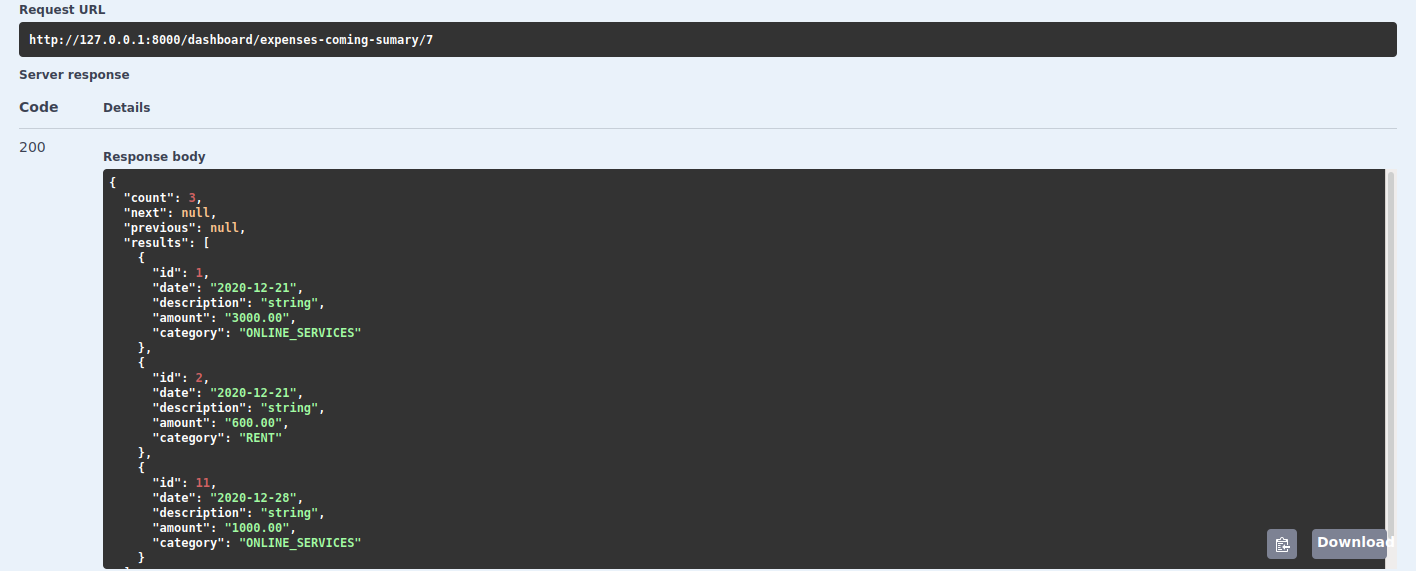 Request URL
http://127.0.0.1:8000/dashboard/expenses-coming-sumary/7
Server response
Code Details
200
Response body
{
"count": 3,
"next": null,
"previous": null,
"results": [
{
"id": 1,
"date": "2020-12-21",
"description": "string",
"amount": "3000.00",
"category": "ONLINE_SERVICES"
},
{
"id": 2,
"date": "2020-12-21",
"description": "string",
"amount": "600.00",
"category": "RENT"
},
{
"id": 11,
"date": "2020-12-28",
"description": "string",
"amount": "1000.00",
"category": "ONLINE_SERVICES"
}
Download